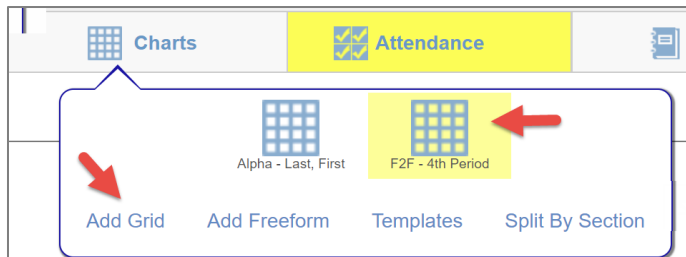 Charts
Attendance
Alpha - Last, First
F2F - 4th Period
Add Grid
Add Freeform
Templates
Split By Section